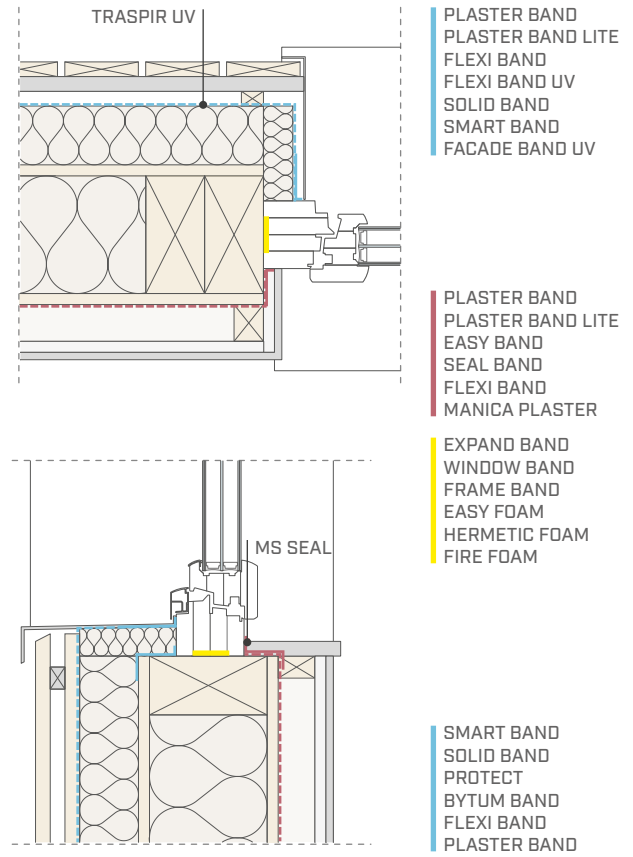 TRASPIR UV
PLASTER BAND
PLASTER BAND LITE
FLEXI BAND
FLEXI BAND UV
SOLID BAND
SMART BAND
FACADE BAND UV
PLASTER BAND
PLASTER BAND LITE
EASY BAND
SEAL BAND
FLEXI BAND
MANICA PLASTER
EXPAND BAND
WINDOW BAND
FRAME BAND
EASY FOAM
HERMETIC FOAM
FIRE FOAM
MS SEAL
SMART BAND
SOLID BAND
PROTECT
BYTUM BAND
FLEXI BAND
PLASTER BAND